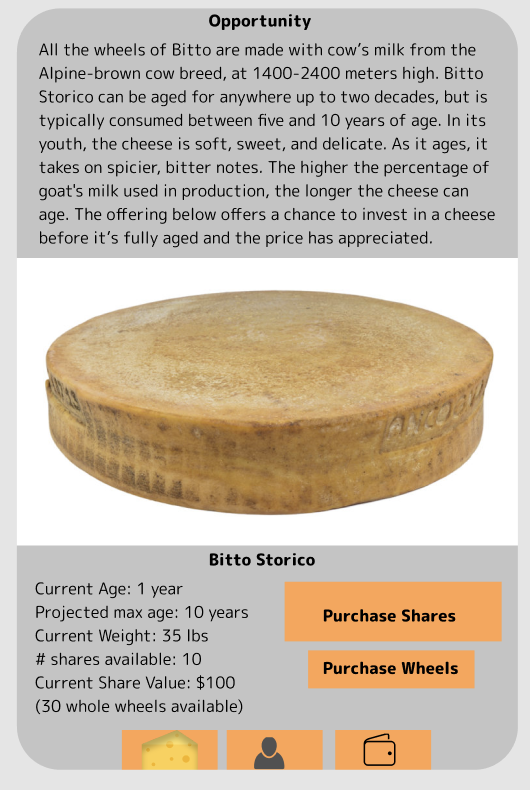 Opportunity
All the wheels of Bitto are made with cow’s milk from the
Alpine-brown cow breed, at 1400-2400 meters high. Bitto
Storico can be aged for anywhere up to two decades, but is
typically consumed between five and 10 years of age. In its
youth, the cheese is soft, sweet, and delicate. As it ages, it
takes on spicier, bitter notes. The higher the percentage of
goat's milk used in production, the longer the cheese can
age. The offering below offers a chance to invest in a cheese
before it’s fully aged and the price has appreciated.
Bitto Storico
Current Age: 1 year
Projected max age: 10 years
Current Weight: 35 lbs
# shares available: 10
Current Share Value: $100
(30 whole wheels available)
Purchase Shares
Purchase Wheels